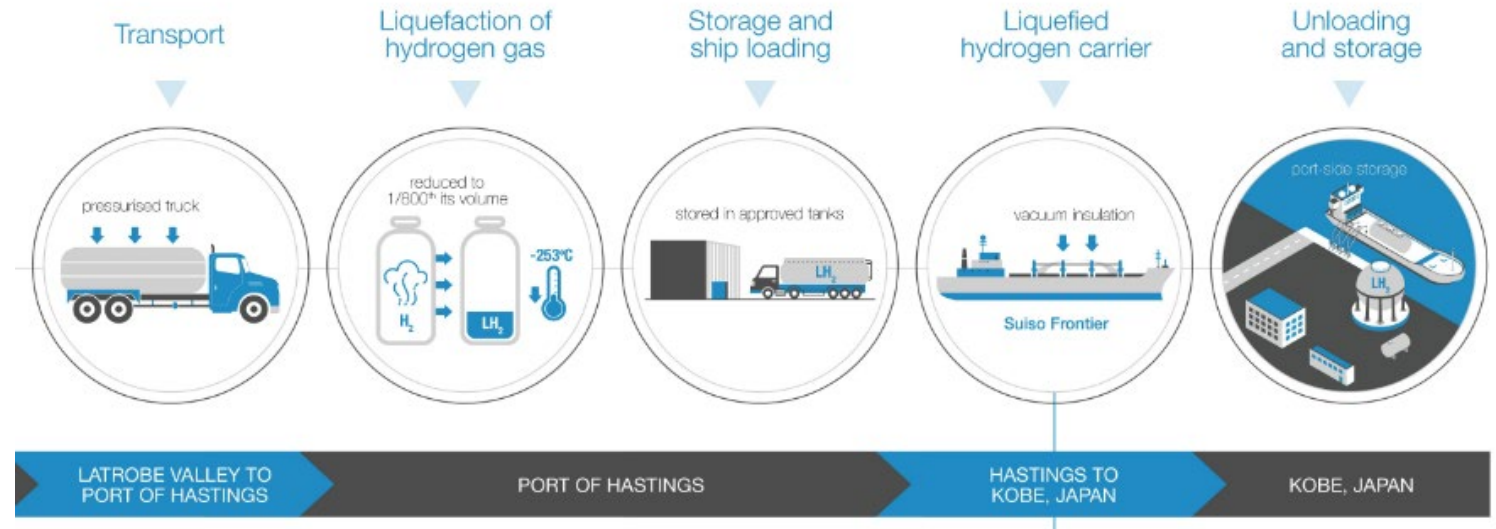 Transport
Liquefaction of
hydrogen gas
Storage and
ship loading
Liquefied
hydrogen carrier
Unloading
and storage
pressurised truck
reduced to
1/800th its volume
-253°C
H2
LH2
stored in approved tanks
LH2
vacuum insulation
Suiso Frontier
port-side storage
LH2
LATROBE VALLEY TO
PORT OF HASTINGS
PORT OF HASTINGS
HASTINGS TO
KOBE, JAPAN
KOBE, JAPAN